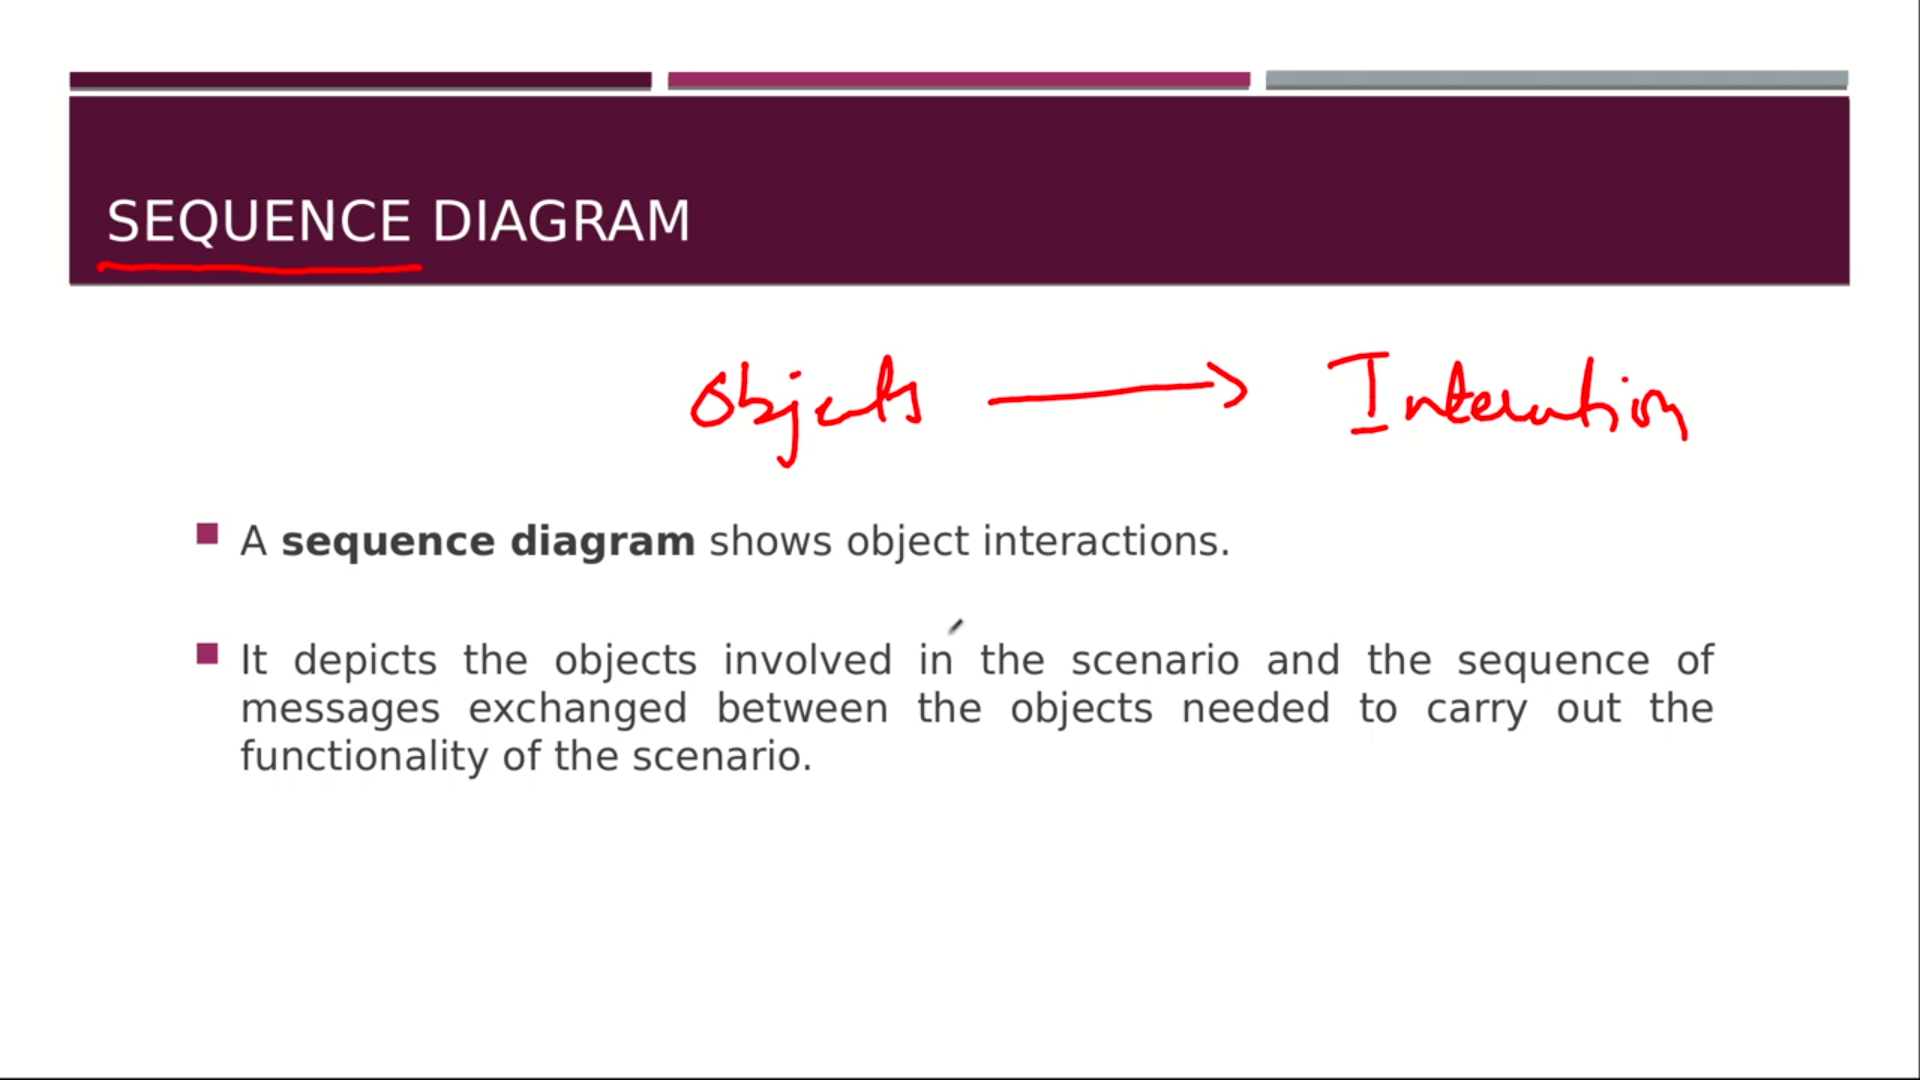 SEQUENCE DIAGRAM
Objects → Interaction
A sequence diagram shows object interactions.
It depicts the objects involved in the scenario and the sequence of
messages exchanged between the objects needed to carry out the
functionality of the scenario.